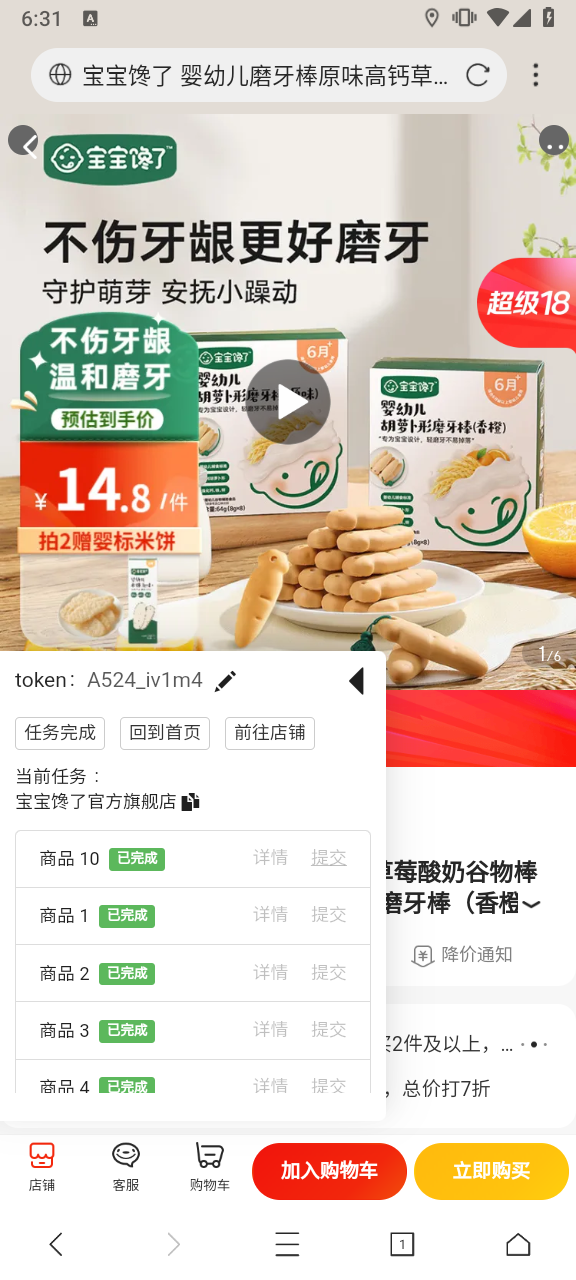 6:31
A
宝宝馋了 婴幼儿磨牙棒原味高钙草...
宝宝馋了
不伤牙龈更好磨牙
守护萌芽 安抚小躁动
超级18
不伤牙龈
温和磨牙
预估到手价
¥14.8/件
拍2赠婴标米饼
宝宝馋了
6月+
婴幼儿
宝宝馋了
6月+
婴幼儿
胡萝卜形磨牙棒(香橙)
1/6
token： A524_iv1m4
任务完成 回到首页 前往店铺
当前任务：
宝宝馋了官方旗舰店
商品 10 已完成 详情 提交
商品 1 已完成 详情 提交
商品 2 已完成 详情 提交
商品 3 已完成 详情 提交
商品 4 已完成 详情 提交
草莓酸奶谷物棒
磨牙棒（香橙
降价通知
买2件及以上，...
，总价打7折
店铺 客服 购物车 加入购物车 立即购买
1